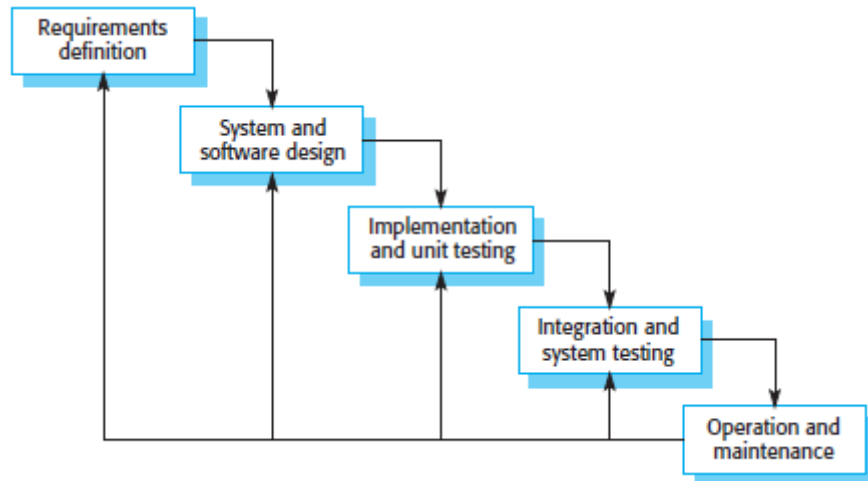 Requirements
definition
System and
software design
Implementation
and unit testing
Integration and
system testing
Operation and
maintenance